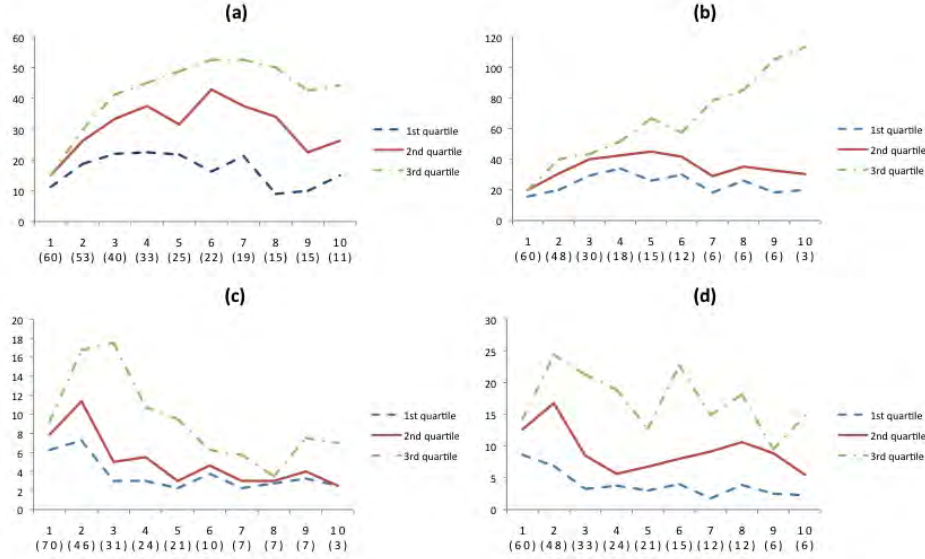 (a)
60
50
40
30
20
10
0
1 2 3 4 5 6 7 8 9 10
(60) (53) (40) (33) (25) (22) (19) (15) (15) (11)
1st quartile
2nd quartile
3rd quartile
(b)
120
100
80
60
40
20
0
1 2 3 4 5 6 7 8 9 10
(60) (48) (30) (18) (15) (12) (6) (6) (6) (3)
1st quartile
2nd quartile
3rd quartile
(c)
20
18
16
14
12
10
8
6
4
2
0
1 2 3 4 5 6 7 8 9 10
(70) (46) (31) (24) (21) (10) (7) (7) (7) (3)
1st quartile
2nd quartile
3rd quartile
(d)
30
25
20
15
10
5
0
1 2 3 4 5 6 7 8 9 10
(60) (48) (33) (24) (21) (15) (12) (12) (6) (6)
1st quartile
2nd quartile
3rd quartile